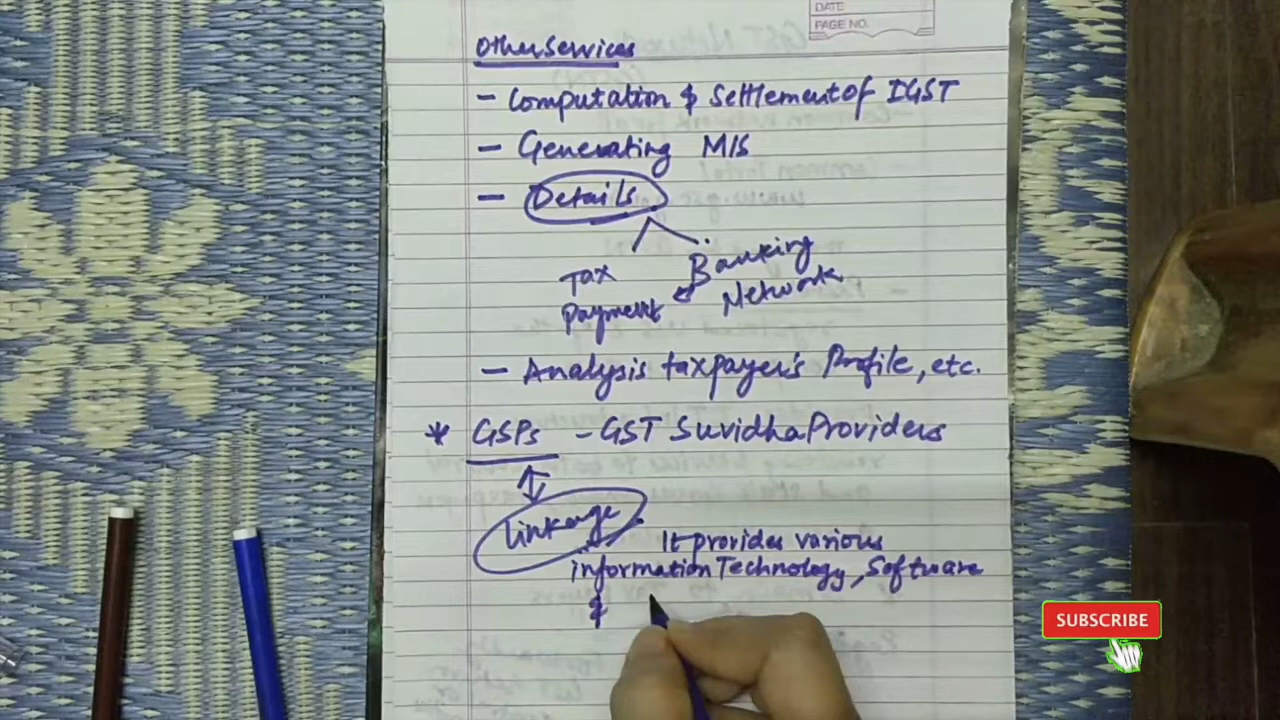 DATE
PAGE NO.
Other Services
- Computation & Settlement of IGST
- Generating MIS
- Details
Tax Payment
Banking Network
- Analysis taxpayer's Profile, etc.
* GSPs - GST Suvidha Providers
linkage
It provides various
information Technology, Software
&
SUBSCRIBE